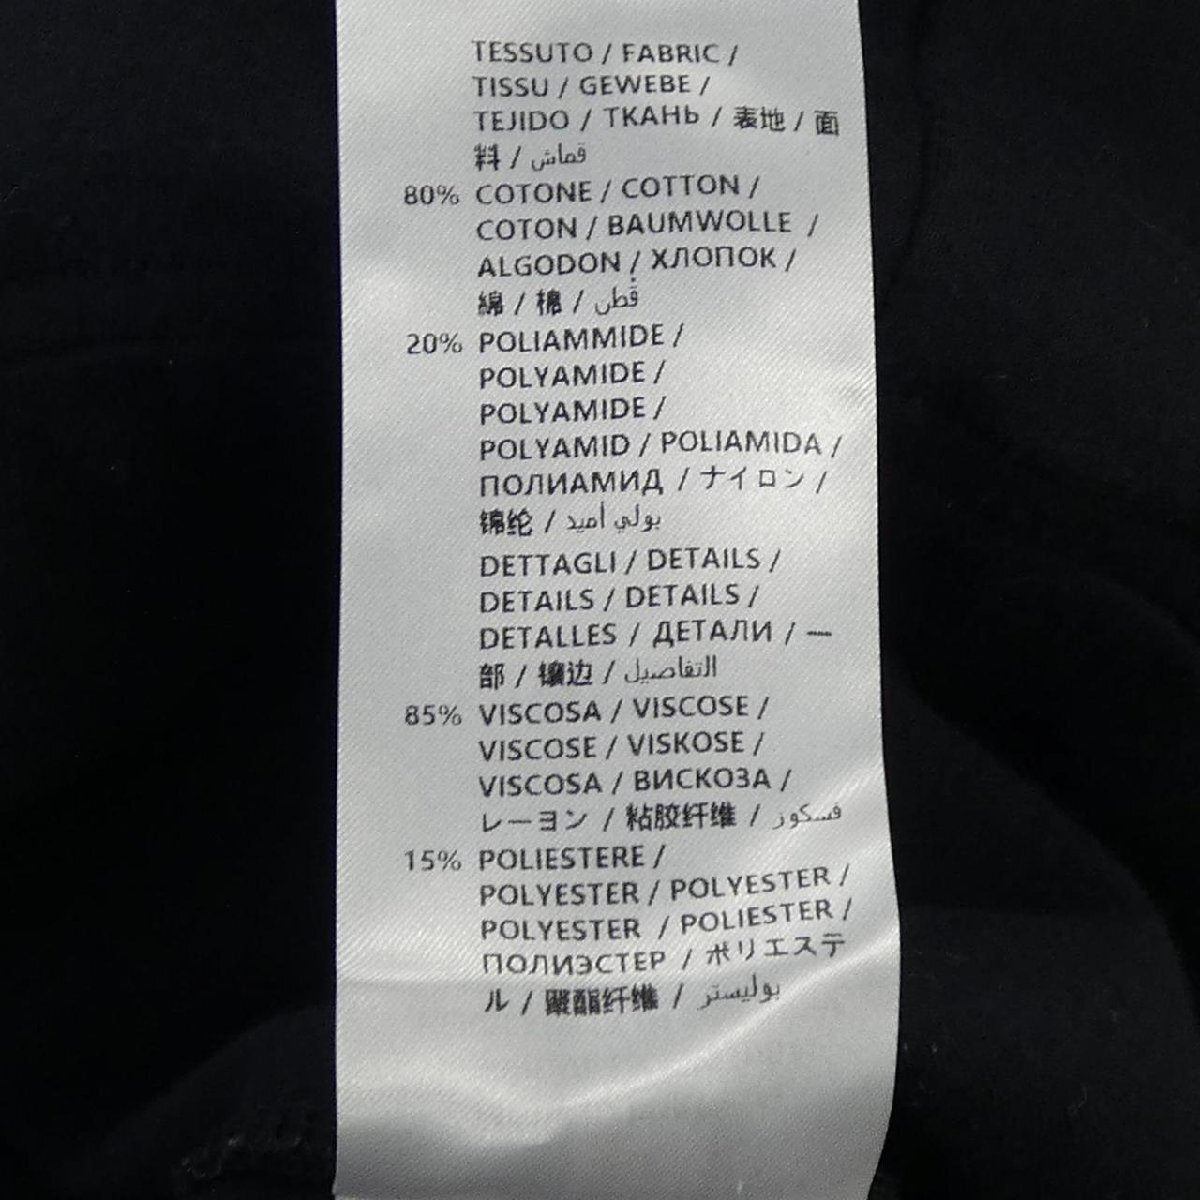 TESSUTO / FABRIC /
TISSU / GEWEBE /
TEJIDO / ТКАНЬ / 表地 / 面
料 / قماش
80% COTONE / COTTON /
COTON / BAUMWOLLE /
ALGODON / ХЛОПОК /
綿 / 棉 / قطن
20% POLIAMMIDE /
POLYAMIDE /
POLYAMIDE /
POLYAMID / POLIAMIDA /
ПОЛИАМИД / ナイロン /
锦纶 / بولي أميد
DETTAGLI / DETAILS /
DETAILS / DETAILS /
DETALLES / ДЕТАЛИ / 一
部 / 镶边 / التفاصيل
85% VISCOSA / VISCOSE /
VISCOSE / VISKOSE /
VISCOSA / ВИСКОЗА /
レーヨン / 粘胶纤维 / فسكوز
15% POLIESTERE /
POLYESTER / POLYESTER /
POLYESTER / POLIESTER /
ПОЛИЭСТЕР / ポリエステ
ル / 聚酯纤维 / بوليستر